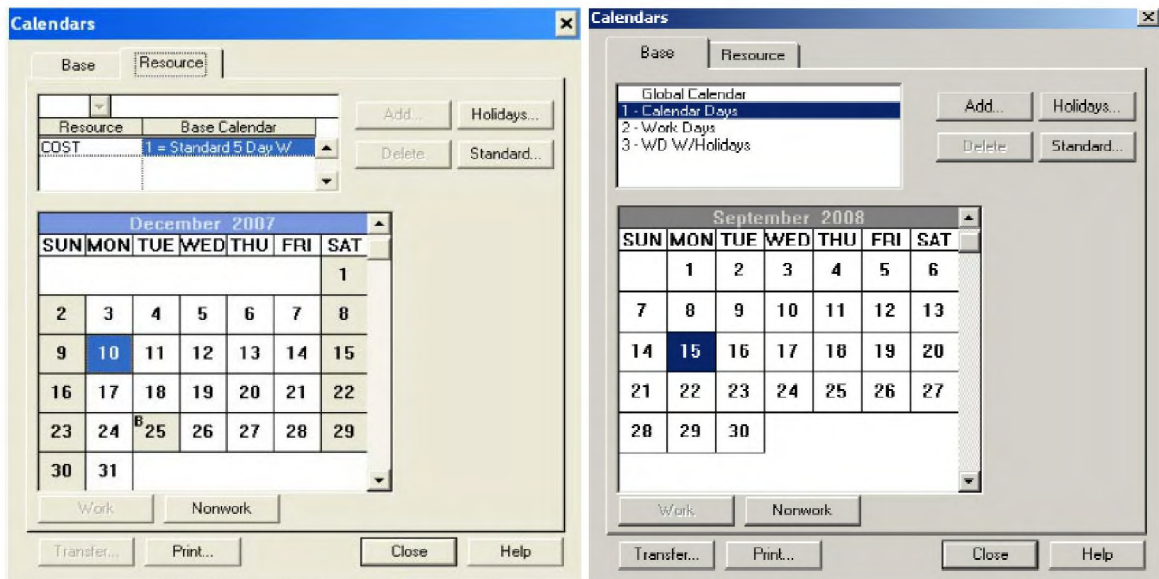 Calendars
Base Resource
Add... Holidays...
Resource Base Calendar
COST 1 = Standard 5 Day W
Delete Standard...
December 2007
SUN MON TUE WED THU FRI SAT
1
2 3 4 5 6 7 8
9 10 11 12 13 14 15
16 17 18 19 20 21 22
23 24 B 25 26 27 28 29
30 31
Work Nonwork
Transfer... Print... Close Help
Calendars
Base Resource
Global Calendar
1 - Calendar Days
2 - Work Days
3 - WD W/Holidays
Add... Holidays...
Delete Standard...
September 2008
SUN MON TUE WED THU FRI SAT
1 2 3 4 5 6
7 8 9 10 11 12 13
14 15 16 17 18 19 20
21 22 23 24 25 26 27
28 29 30
Work Nonwork
Transfer... Print... Close Help